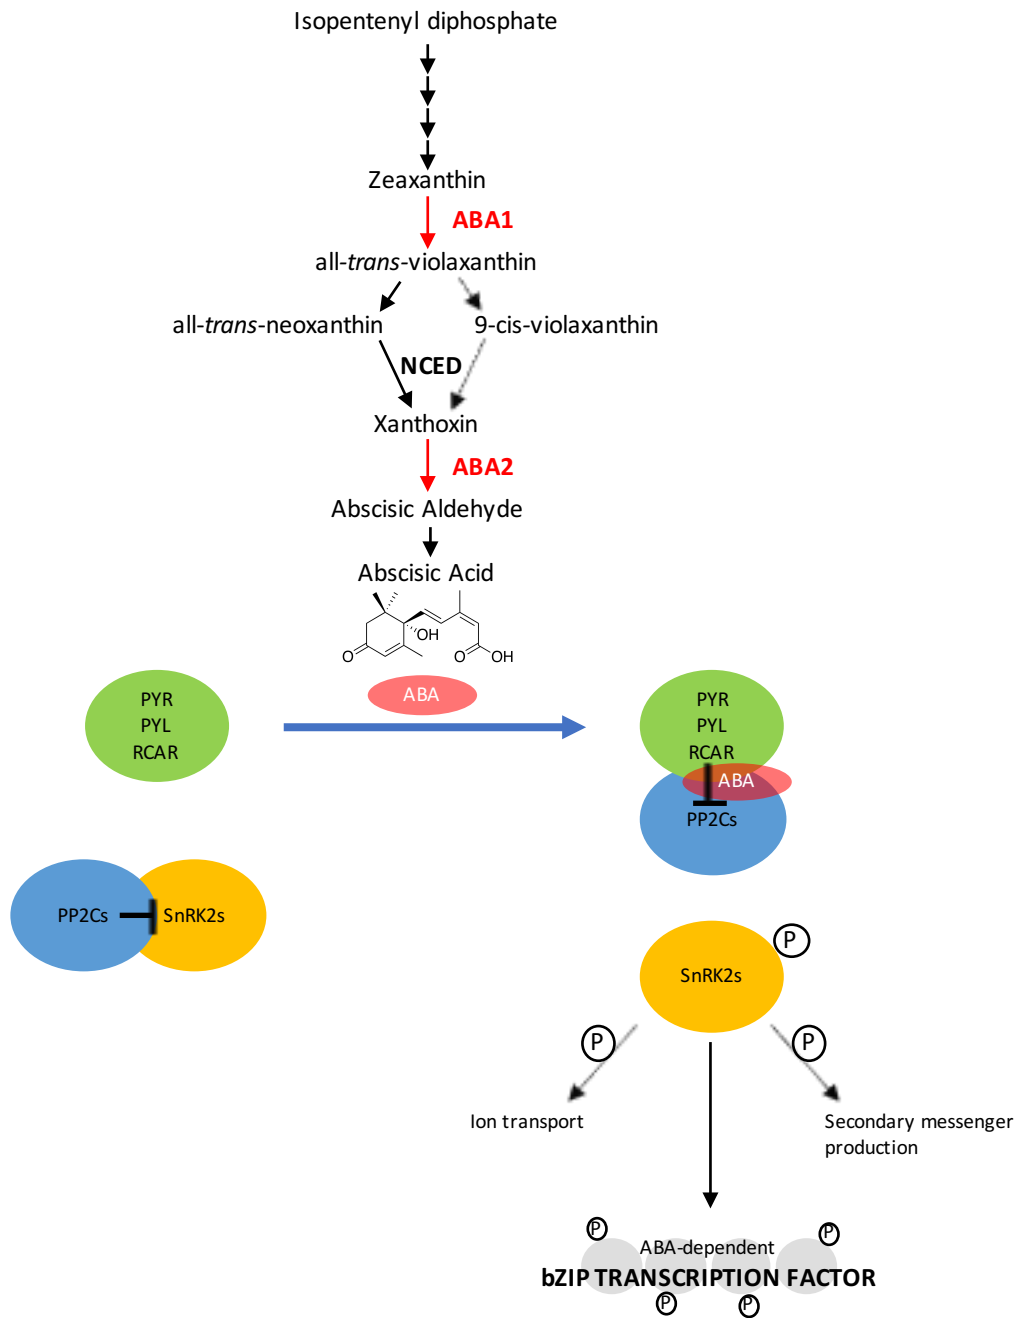 Isopentenyl diphosphate
Zeaxanthin
ABA1
all-trans-violaxanthin
all-trans-neoxanthin
9-cis-violaxanthin
NCED
Xanthoxin
ABA2
Abscisic Aldehyde
Abscisic Acid
OH
O
O
OH
ABA
PYR
PYL
RCAR
PYR
PYL
RCAR
ABA
PP2Cs
PP2Cs
SnRK2s
P
SnRK2s
P
P
Ion transport
Secondary messenger
production
P
P
ABA-dependent
bZIP TRANSCRIPTION FACTOR
P
P